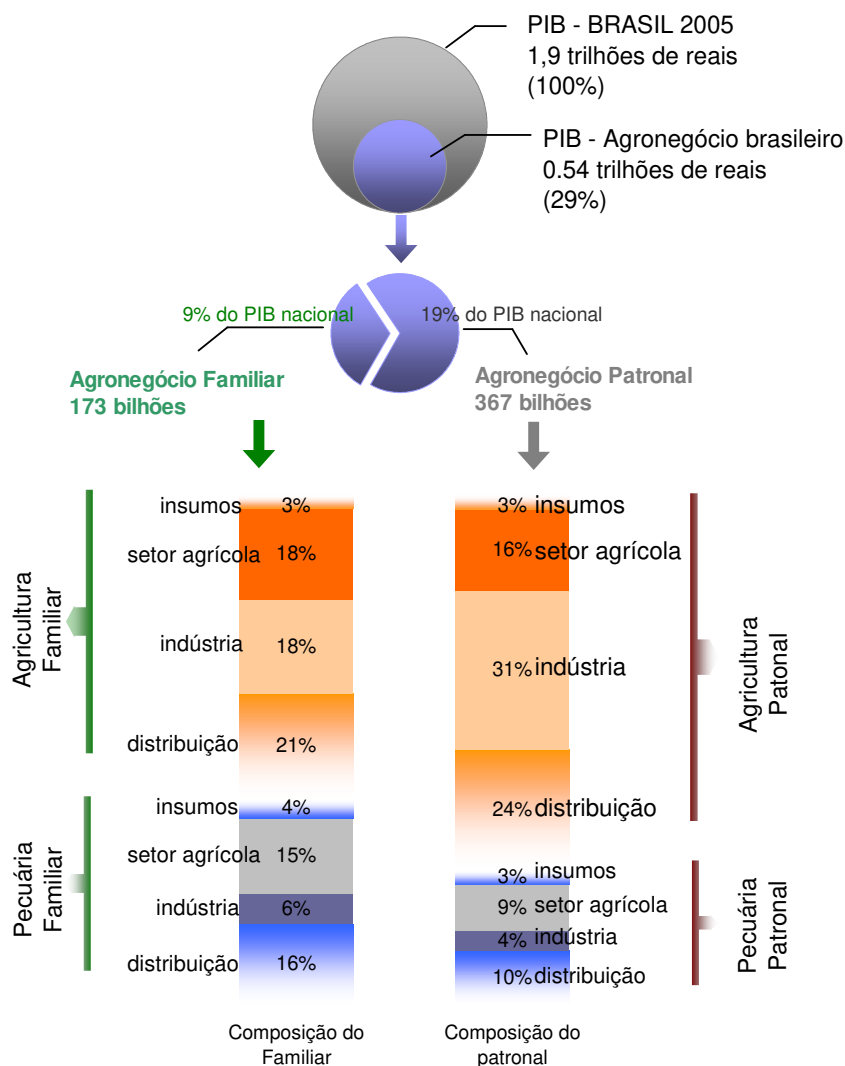 PIB - BRASIL 2005
1,9 trilhões de reais
(100%)
PIB - Agronegócio brasileiro
0.54 trilhões de reais
(29%)
9% do PIB nacional
19% do PIB nacional
Agronegócio Familiar
173 bilhões
Agronegócio Patronal
367 bilhões
Agricultura
Familiar
insumos 3%
setor agrícola 18%
indústria 18%
distribuição 21%
Pecuária
Familiar
insumos 4%
setor agrícola 15%
indústria 6%
distribuição 16%
Composição do
Familiar
3% insumos
16% setor agrícola
31% indústria
24% distribuição
Agricultura
Patonal
3% insumos
9% setor agrícola
4% indústria
10% distribuição
Pecuária
Patronal
Composição do
patronal